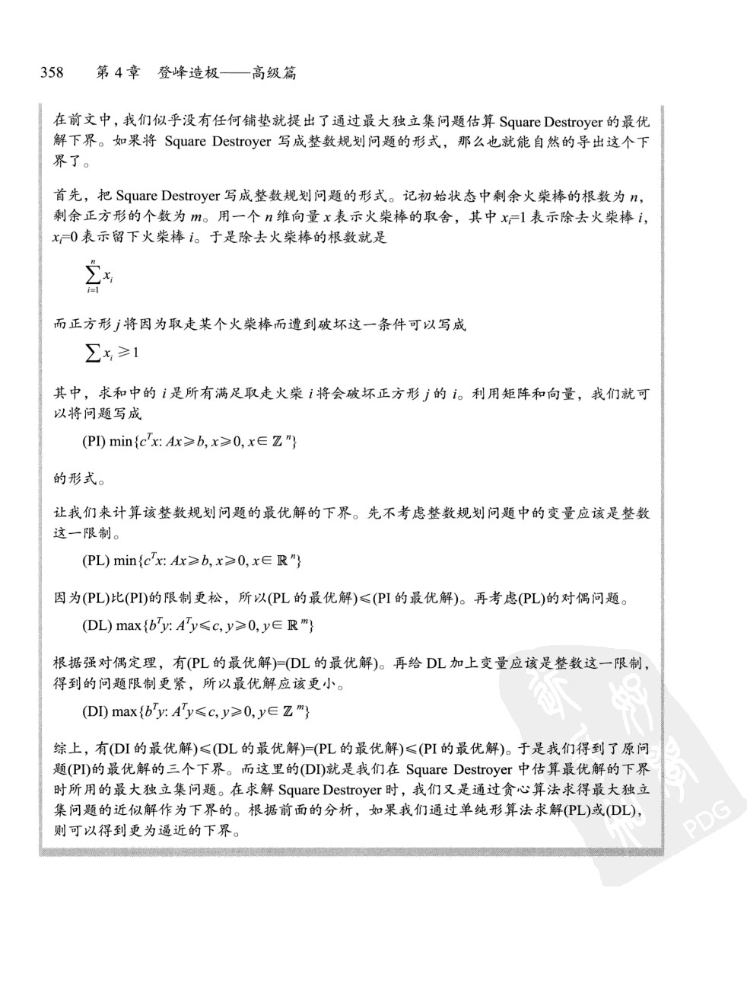 358 第 4 章 登峰造极——高级篇
在前文中，我们似乎没有任何铺垫就提出了通过最大独立集问题估算 Square Destroyer 的最优
解下界。如果将 Square Destroyer 写成整数规划问题的形式，那么也就能自然的导出这个下
界了。
首先，把 Square Destroyer 写成整数规划问题的形式。记初始状态中剩余火柴棒的根数为 n，
剩余正方形的个数为 m。用一个 n 维向量 x 表示火柴棒的取舍，其中 xᵢ=1 表示除去火柴棒 i，
xᵢ=0 表示留下火柴棒 i。于是除去火柴棒的根数就是
n
∑ xᵢ
i=1
而正方形 j 将因为取走某个火柴棒而遭到破坏这一条件可以写成
∑ xᵢ ⩾ 1
其中，求和中的 i 是所有满足取走火柴 i 将会破坏正方形 j 的 i。利用矩阵和向量，我们就可
以将问题写成
(PI) min{cᵀx: Ax⩾b, x⩾0, x∈ ℤ ⁿ}
的形式。
让我们来计算该整数规划问题的最优解的下界。先不考虑整数规划问题中的变量应该是整数
这一限制。
(PL) min{cᵀx: Ax⩾b, x⩾0, x∈ ℝ ⁿ}
因为(PL)比(PI)的限制更松，所以(PL 的最优解)⩽(PI 的最优解)。再考虑(PL)的对偶问题。
(DL) max{bᵀy: Aᵀy⩽c, y⩾0, y∈ ℝ ᵐ}
根据强对偶定理，有(PL 的最优解)=(DL 的最优解)。再给 DL 加上变量应该是整数这一限制，
得到的问题限制更紧，所以最优解应该更小。
(DI) max{bᵀy: Aᵀy⩽c, y⩾0, y∈ ℤ ᵐ}
综上，有(DI 的最优解)⩽(DL 的最优解)=(PL 的最优解)⩽(PI 的最优解)。于是我们得到了原问
题(PI)的最优解的三个下界。而这里的(DI)就是我们在 Square Destroyer 中估算最优解的下界
时所用的最大独立集问题。在求解 Square Destroyer 时，我们又是通过贪心算法求得最大独立
集问题的近似解作为下界的。根据前面的分析，如果我们通过单纯形算法求解(PL)或(DL)，
则可以得到更为逼近的下界。
PDG